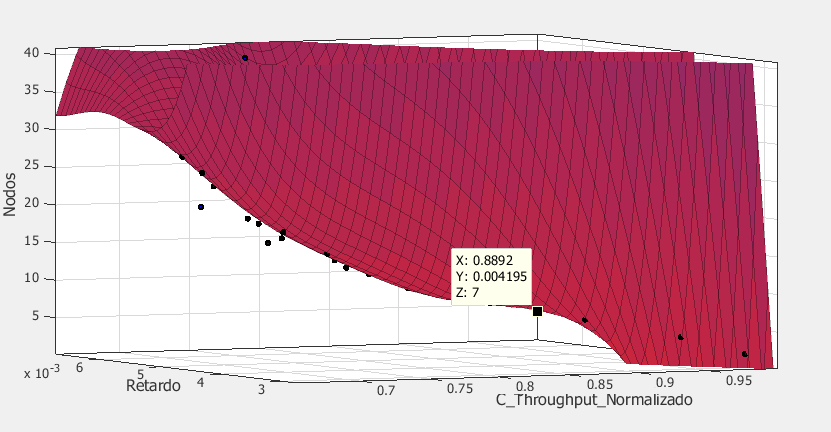 40
35
30
25
20
15
10
5
Nodos
X: 0.8892
Y: 0.004195
Z: 7
x 10^-3
6
5
4
3
Retardo
0.7
0.75
0.8
0.85
0.9
0.95
C_Throughput_Normalizado